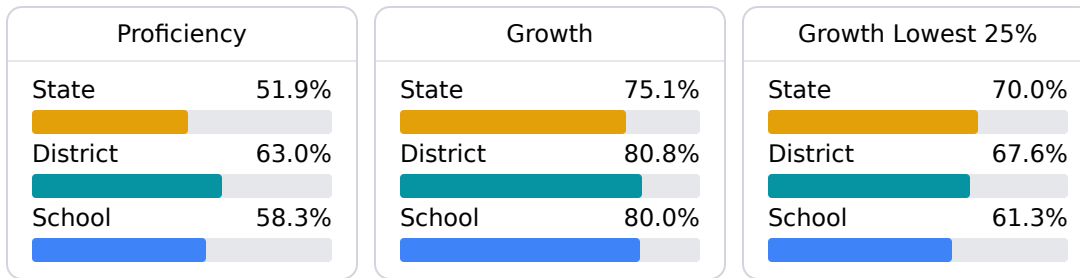 Proficiency
State 51.9%
District 63.0%
School 58.3%
Growth
State 75.1%
District 80.8%
School 80.0%
Growth Lowest 25%
State 70.0%
District 67.6%
School 61.3%